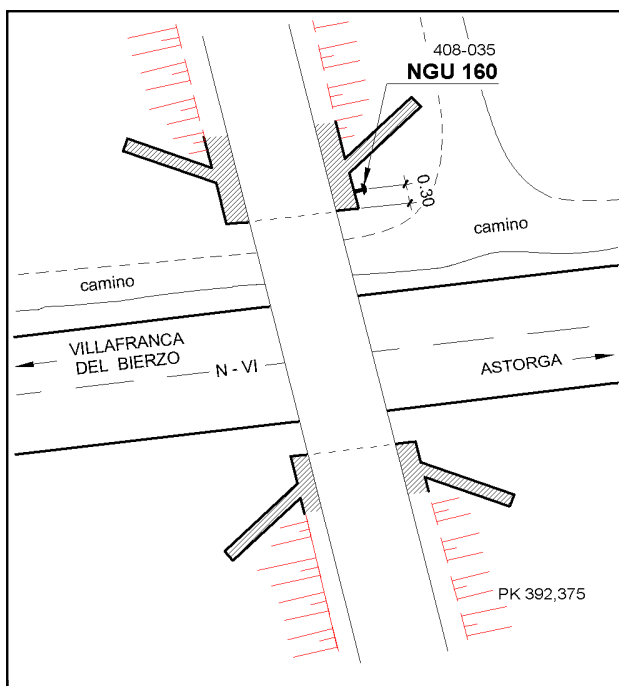 408-035
NGU 160
0.30
camino
camino
VILLAFRANCA
DEL BIERZO
N - VI
ASTORGA
PK 392,375